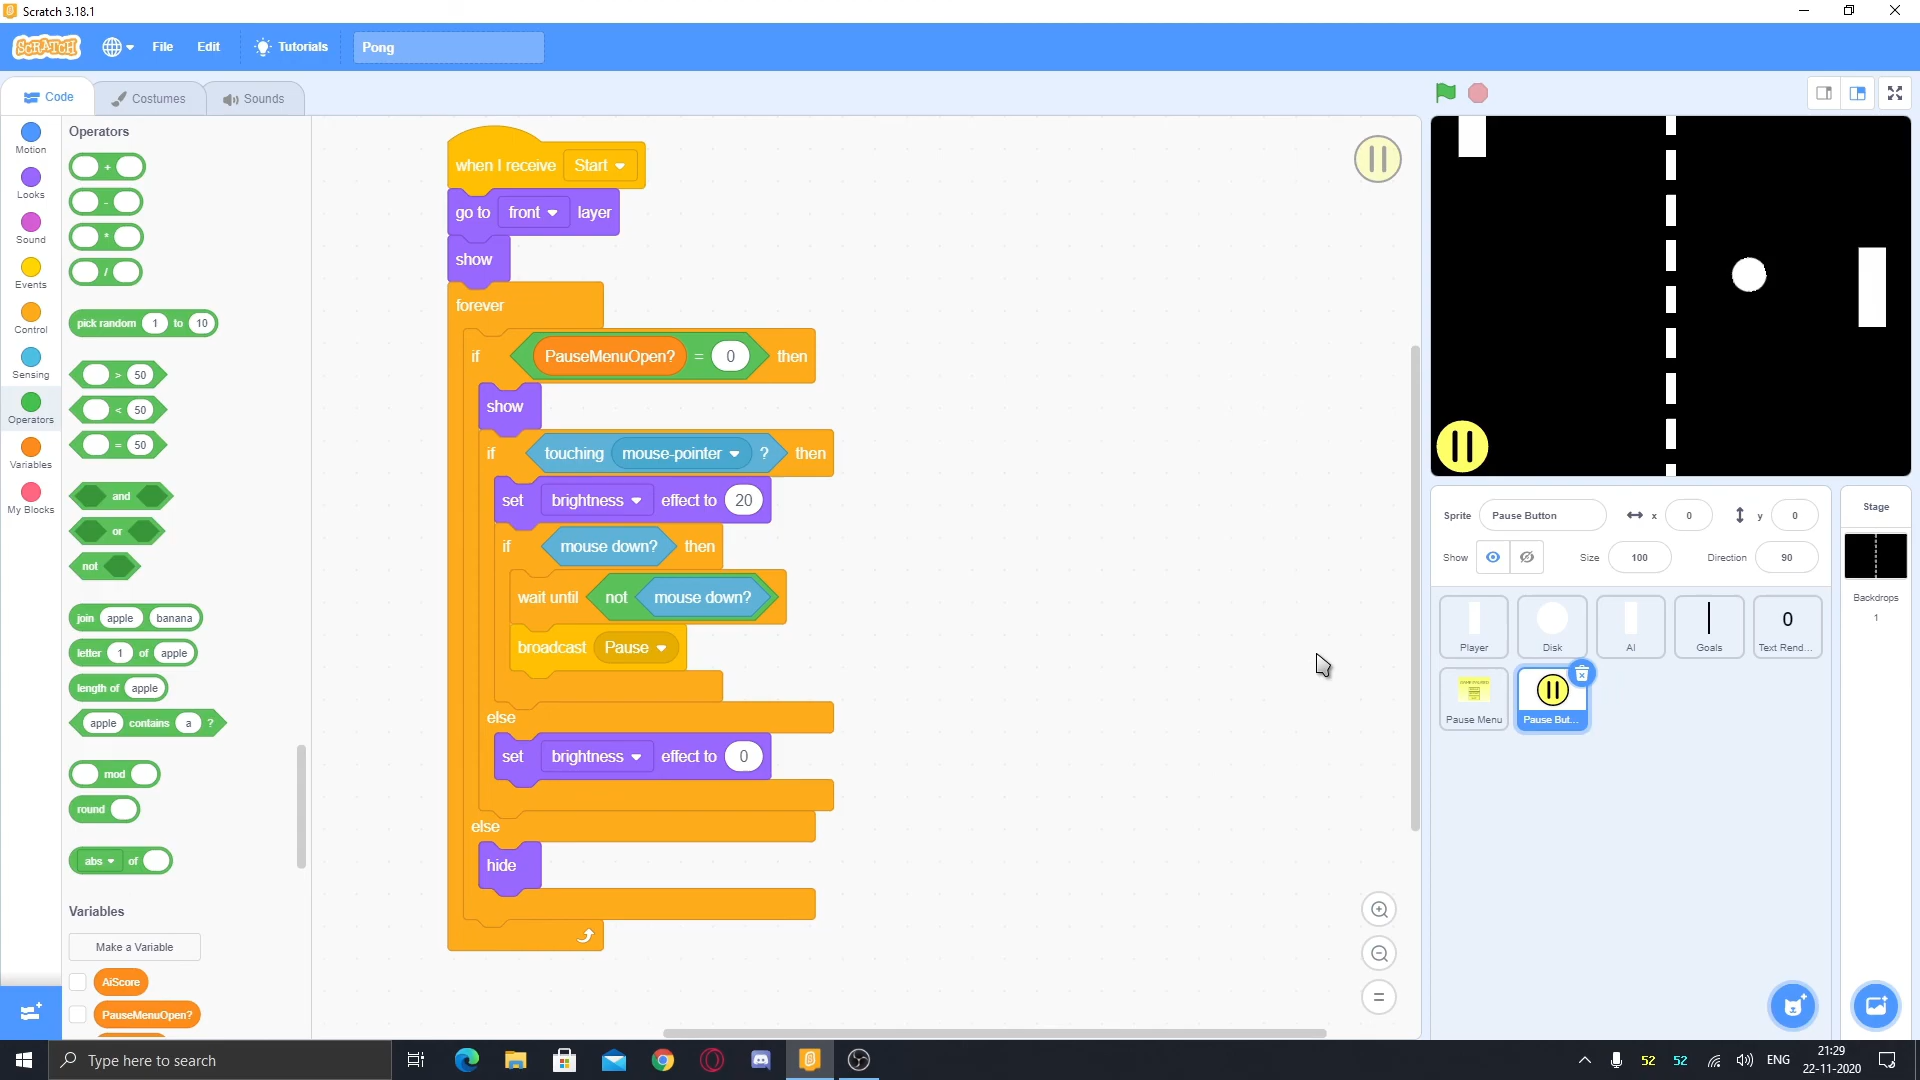 Scratch 3.18.1
SCRATCH File Edit Tutorials Pong
Code Costumes Sounds
Motion
Looks
Sound
Events
Control
Sensing
Operators
Variables
My Blocks
Operators
+
-
*
/
pick random 1 to 10
> 50
< 50
= 50
and
or
not
join apple banana
letter 1 of apple
length of apple
apple contains a ?
mod
round
abs of
Variables
Make a Variable
AiScore
PauseMenuOpen?
when I receive Start
go to front layer
show
forever
if PauseMenuOpen? = 0 then
show
if touching mouse-pointer ? then
set brightness effect to 20
if mouse down? then
wait until not mouse down?
broadcast Pause
else
set brightness effect to 0
else
hide
Sprite Pause Button x 0 y 0
Show Size 100 Direction 90
Player Disk AI Goals 0 Text Rend...
Pause Menu Pause But...
Stage
Backdrops
1
Type here to search
52 52 ENG 21:29
22-11-2020